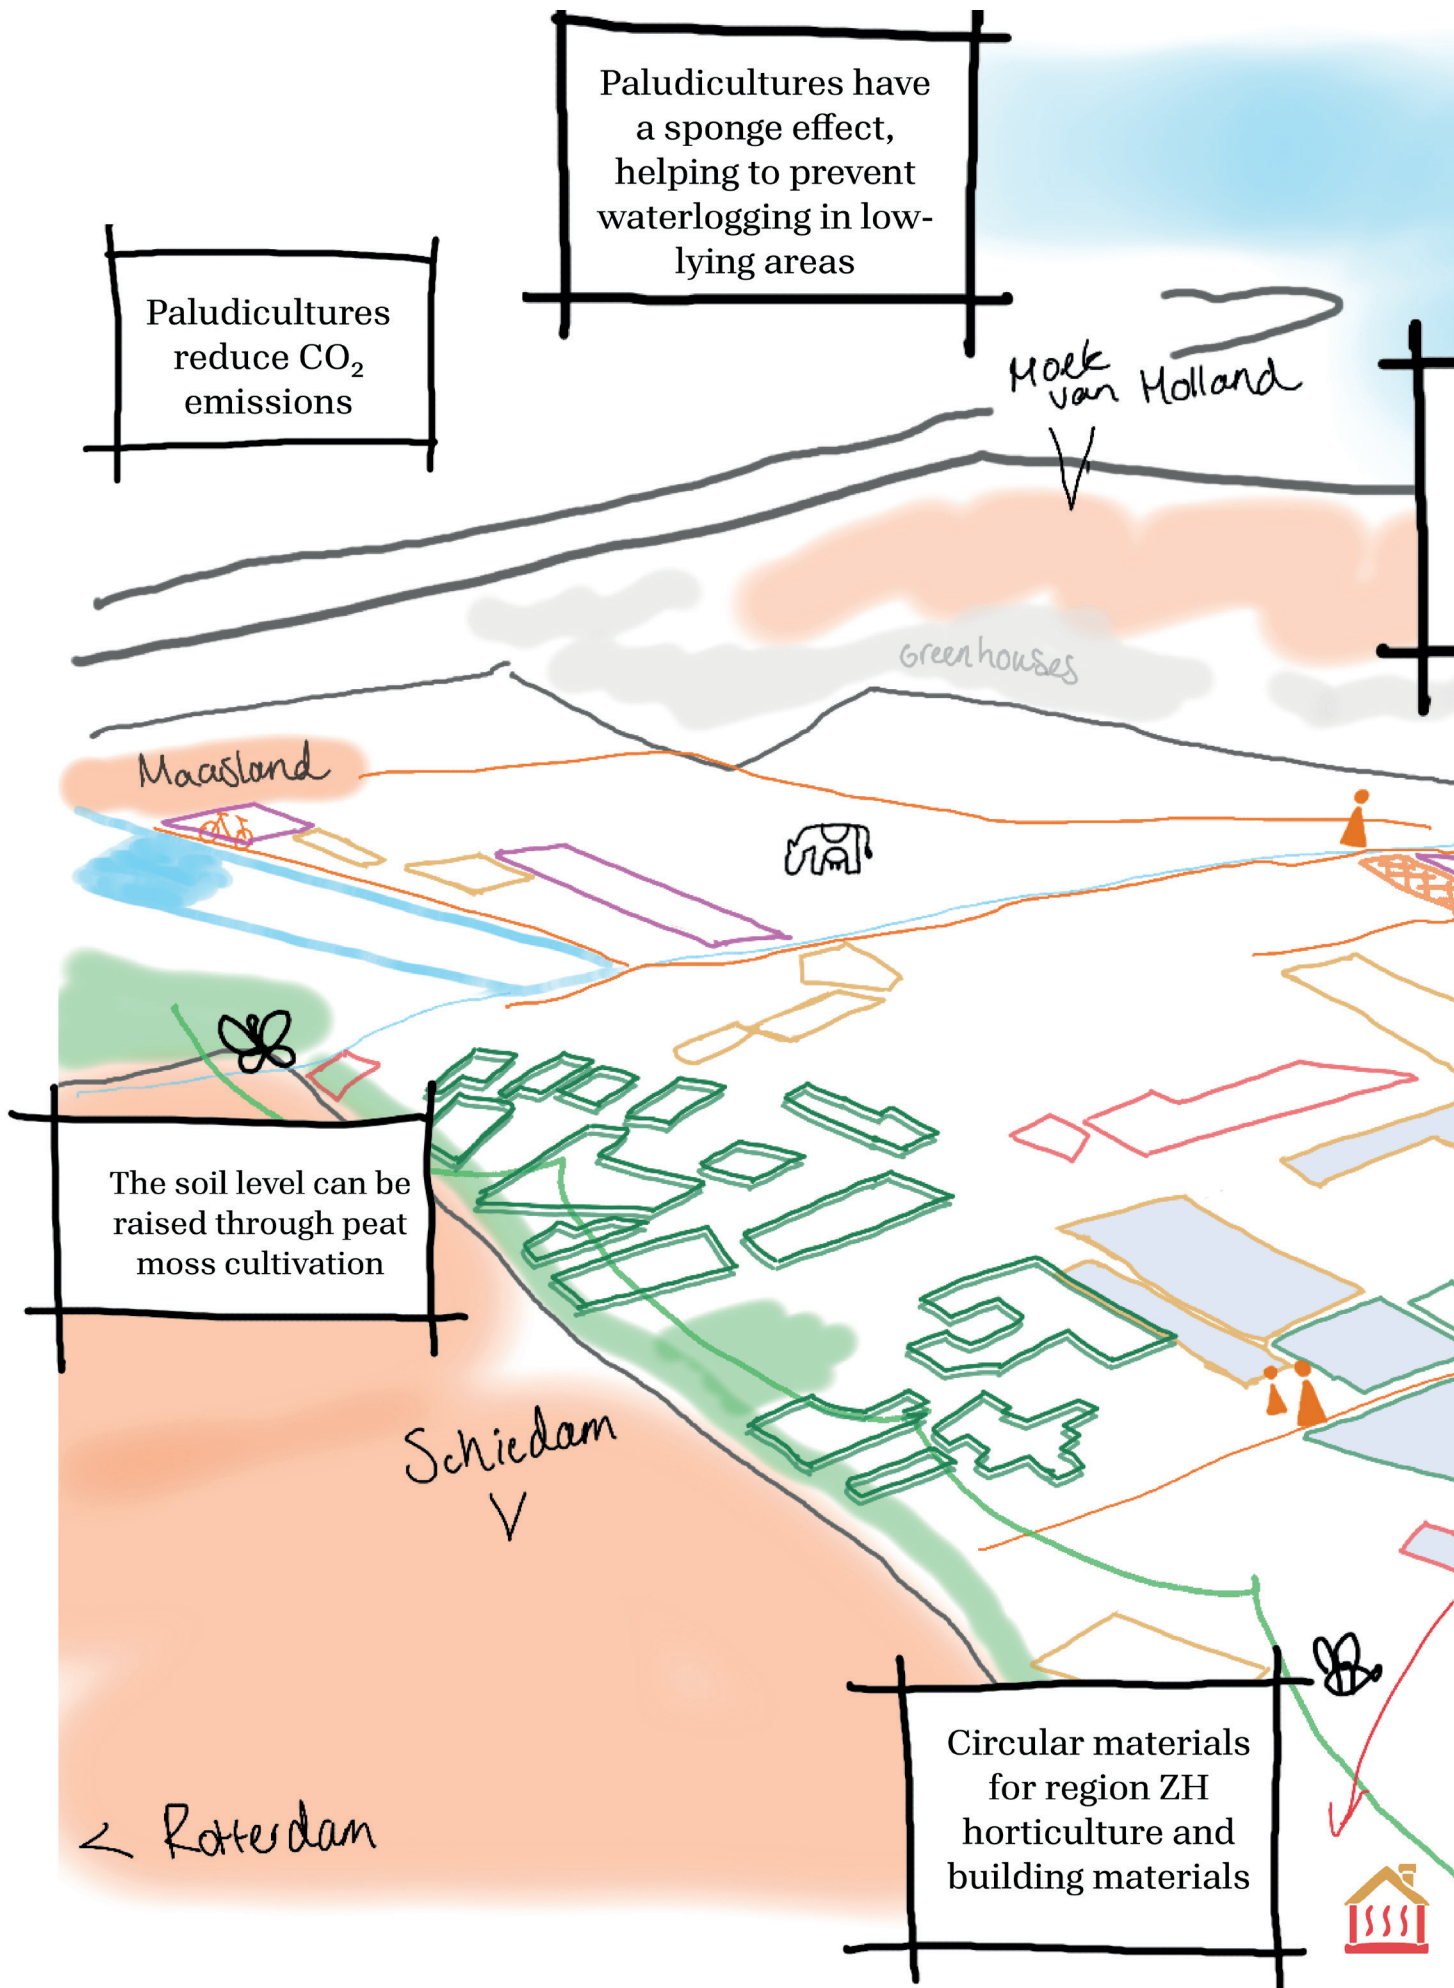 Paludicultures have
a sponge effect,
helping to prevent
waterlogging in low-
lying areas
Paludicultures
reduce CO₂
emissions
Hoek
van Holland
Greenhouses
Maasland
The soil level can be
raised through peat
moss cultivation
Schiedam
Circular materials
for region ZH
horticulture and
building materials
< Rotterdam